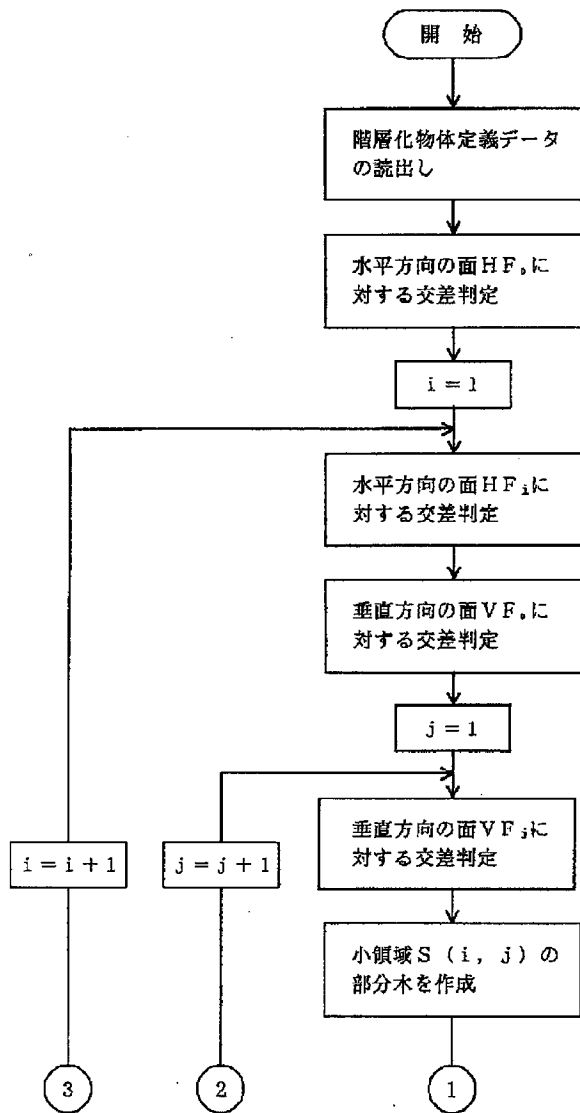 開 始
階層化物体定義データ
の読出し
水平方向の面HF₀に
対する交差判定
i=1
水平方向の面HFᵢに
対する交差判定
垂直方向の面VF₀に
対する交差判定
j=1
垂直方向の面VFⱼに
対する交差判定
i=i+1
j=j+1
小領域S(i, j)の
部分木を作成
3
2
1